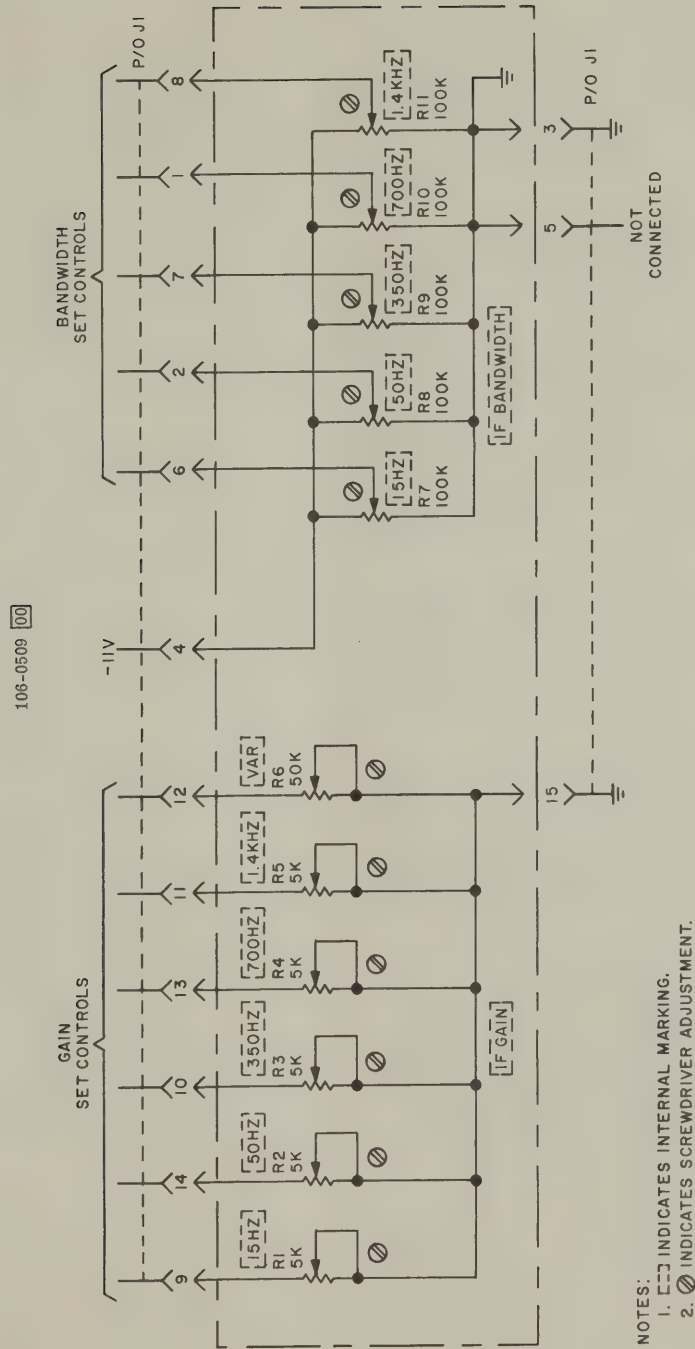 106-0509 00
GAIN
SET CONTROLS
-11V
BANDWIDTH
SET CONTROLS
P/O J1
9
14
10
13
11
12
4
6
2
7
1
8
15HZ
R1
5K
50HZ
R2
5K
350HZ
R3
5K
700HZ
R4
5K
1.4KHZ
R5
5K
VAR
R6
50K
15HZ
R7
100K
50HZ
R8
100K
350HZ
R9
100K
700HZ
R10
100K
1.4KHZ
R11
100K
IF GAIN
IF BANDWIDTH
15
5
3
P/O J1
NOT
CONNECTED
NOTES:
1. INDICATES INTERNAL MARKING.
2. INDICATES SCREWDRIVER ADJUSTMENT.